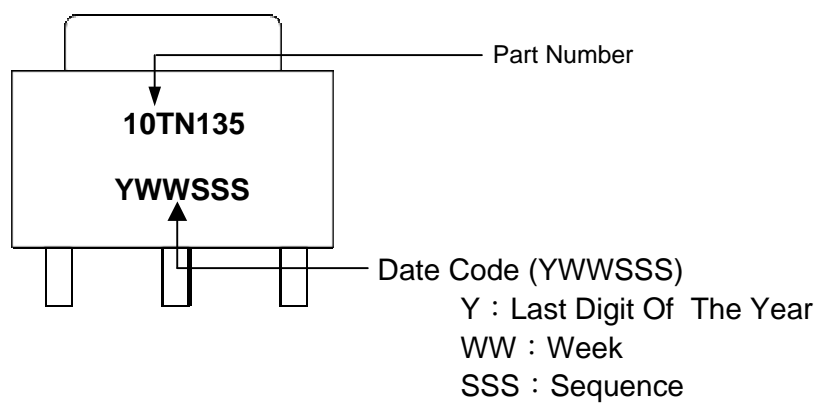 Part Number
10TN135
YWWSSS
Date Code (YWWSSS)
Y：Last Digit Of The Year
WW：Week
SSS：Sequence